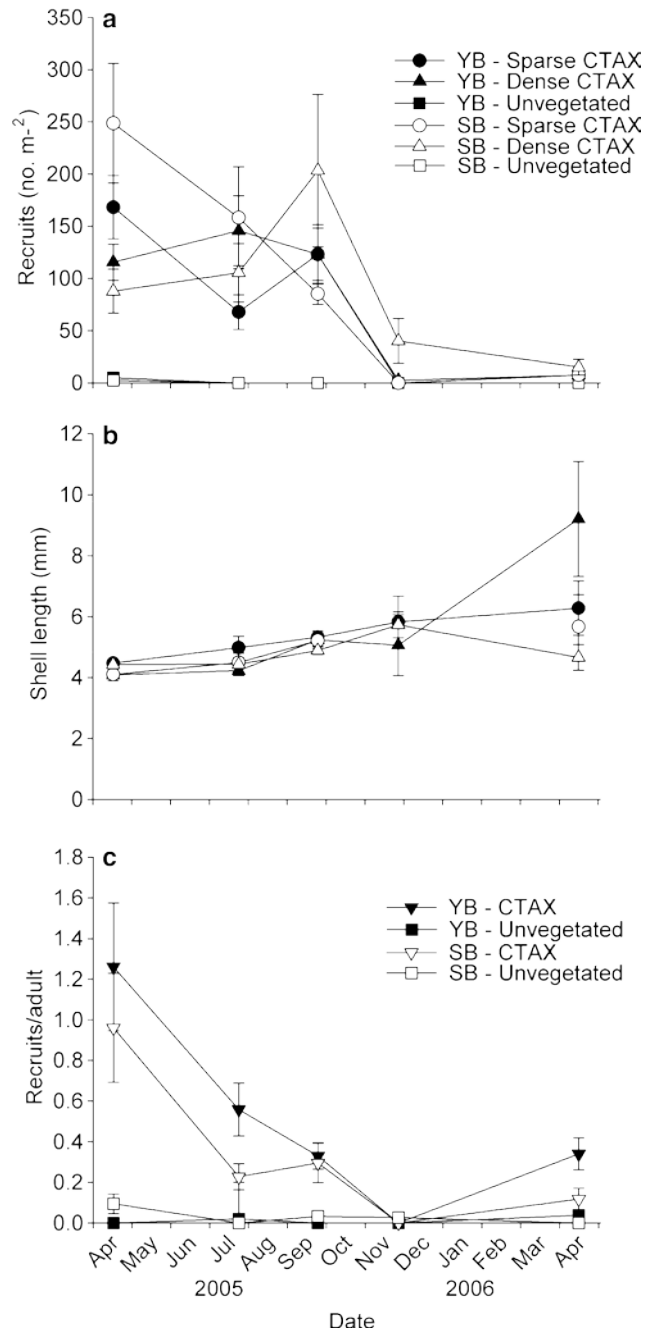 a
350
300
250
200
150
100
50
0
Recruits (no. m-²)
YB - Sparse CTAX
YB - Dense CTAX
YB - Unvegetated
SB - Sparse CTAX
SB - Dense CTAX
SB - Unvegetated
b
12
10
8
6
4
2
0
Shell length (mm)
c
1.8
1.6
1.4
1.2
1.0
0.8
0.6
0.4
0.2
0.0
Recruits/adult
YB - CTAX
YB - Unvegetated
SB - CTAX
SB - Unvegetated
Apr May Jun Jul Aug Sep Oct Nov Dec Jan Feb Mar Apr
2005 2006
Date